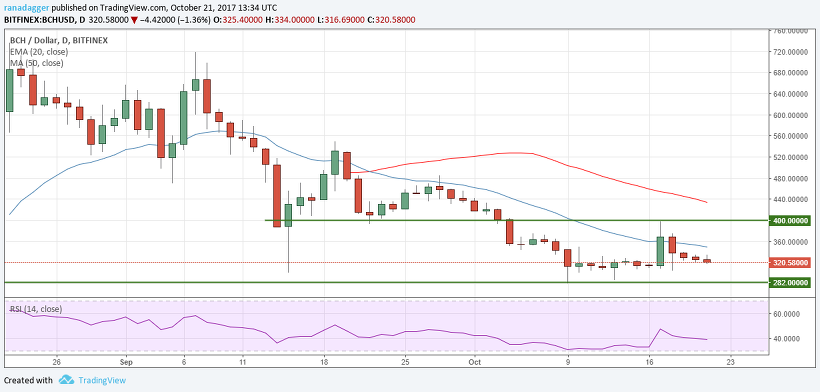 ranadagger published on TradingView.com, October 21, 2017 13:34 UTC
BITFINEX:BCHUSD, D 320.58000 ▼ −4.42000 (−1.36%) O:325.40000 H:334.00000 L:316.69000 C:320.58000
BCH / Dollar, D, BITFINEX
EMA (20, close)
MA (50, close)
760.00000
720.00000
680.00000
640.00000
600.00000
560.00000
520.00000
480.00000
440.00000
400.00000
360.00000
320.58000
282.00000
RSI (14, close)
60.0000
40.0000
26 Sep 6 11 18 25 Oct 9 16 23
Created with TradingView